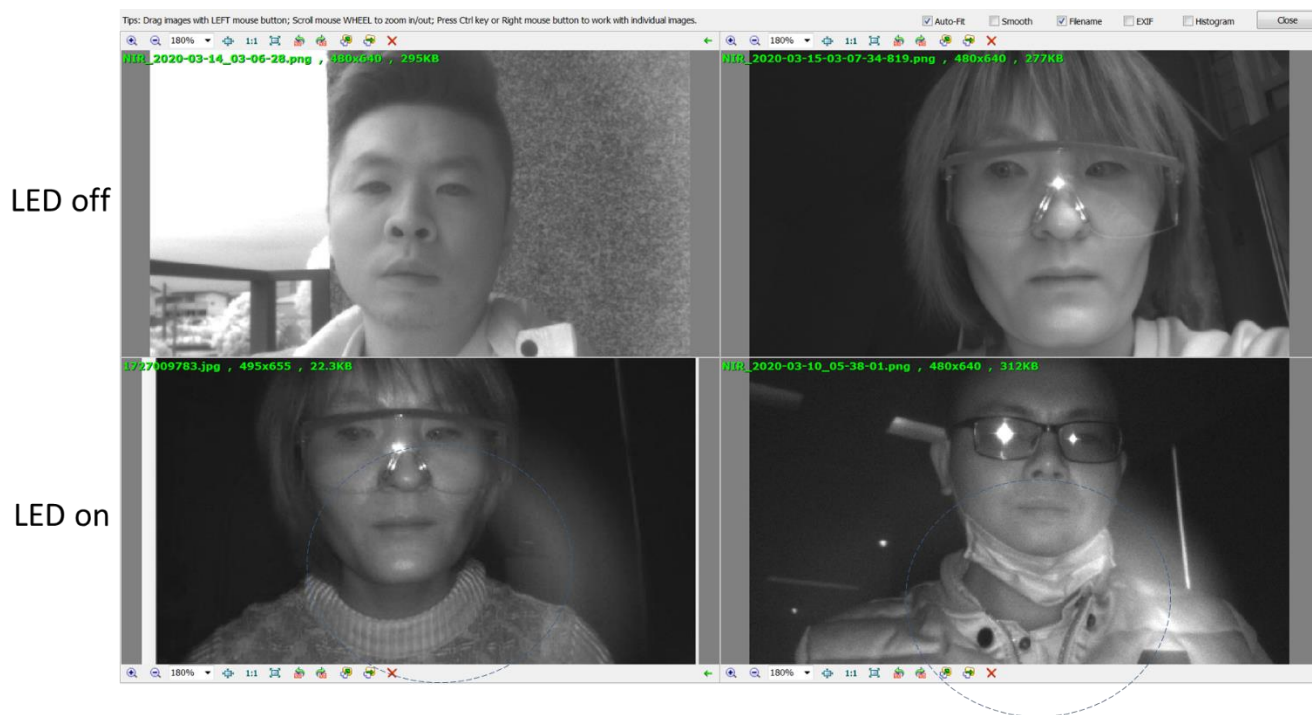 Tips: Drag images with LEFT mouse button; Scroll mouse WHEEL to zoom in/out; Press Ctrl key or Right mouse button to work with individual images.
Auto-Fit Smooth Filename EXIF Histogram Close
180% 1:1
180% 1:1
NIR_2020-03-14_03-06-28.png , 480x640 , 295KB
NIR_2020-03-15-03-07-34-819.png , 480x640 , 277KB
LED off
1727009783.jpg , 495x655 , 22.3KB
NIR_2020-03-10_05-38-01.png , 480x640 , 312KB
LED on
180% 1:1
180% 1:1